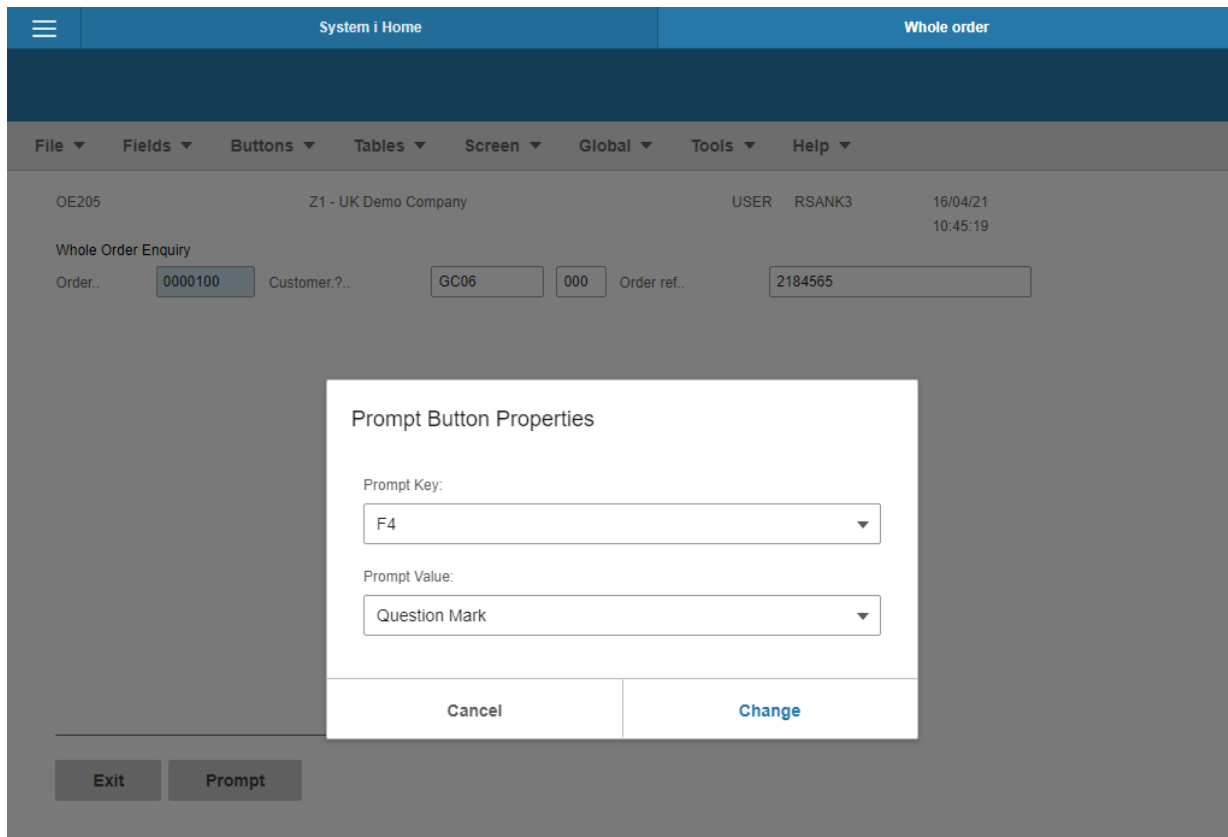 System i Home Whole order
File Fields Buttons Tables Screen Global Tools Help
OE205 Z1 - UK Demo Company USER RSANK3 16/04/21
10:45:19
Whole Order Enquiry
Order.. 0000100 Customer.?.. GC06 000 Order ref.. 2184565
Prompt Button Properties
Prompt Key:
F4
Prompt Value:
Question Mark
Cancel Change
Exit Prompt